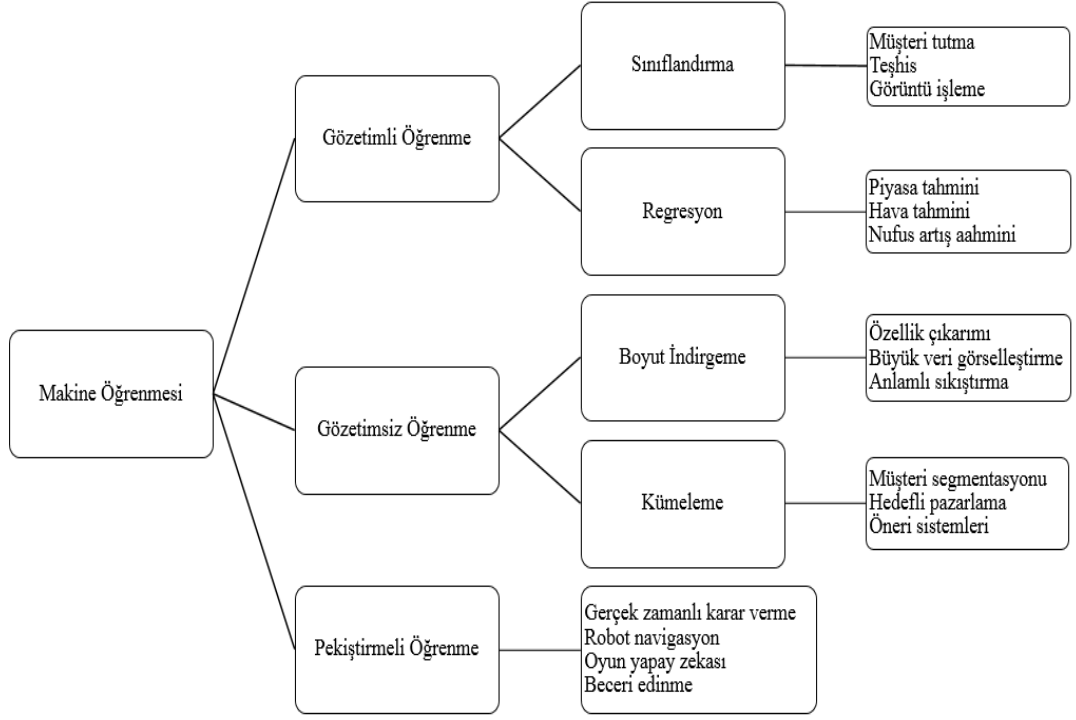 Makine Öğrenmesi
Gözetimli Öğrenme
Sınıflandırma
Müşteri tutma
Teşhis
Görüntü işleme
Regresyon
Piyasa tahmini
Hava tahmini
Nufus artış aahmini
Gözetimsiz Öğrenme
Boyut İndirgeme
Özellik çıkarımı
Büyük veri görselleştirme
Anlamlı sıkıştırma
Kümeleme
Müşteri segmentasyonu
Hedefli pazarlama
Öneri sistemleri
Pekiştirmeli Öğrenme
Gerçek zamanlı karar verme
Robot navigasyon
Oyun yapay zekası
Beceri edinme